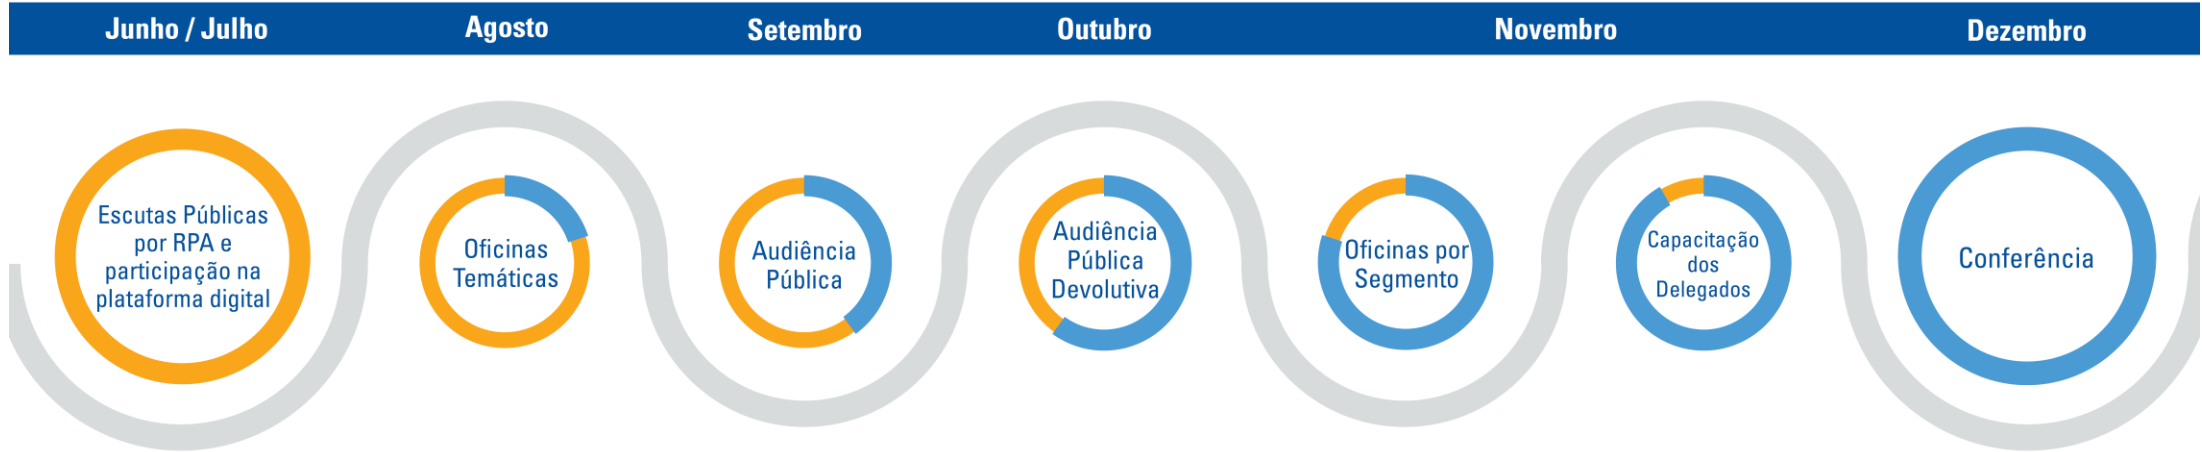 Junho / Julho
Agosto
Setembro
Outubro
Novembro
Dezembro
Escutas Públicas
por RPA e
participação na
plataforma digital
Oficinas
Temáticas
Audiência
Pública
Audiência
Pública
Devolutiva
Oficinas por
Segmento
Capacitação
dos
Delegados
Conferência